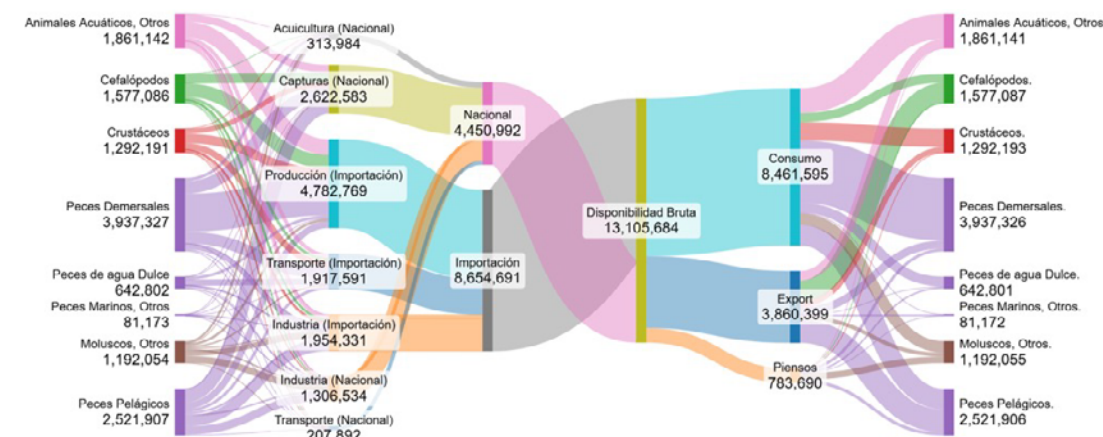 Animales Acuáticos, Otros
1,861,142
Cefalópodos
1,577,086
Crustáceos
1,292,191
Peces Demersales
3,937,327
Peces de agua Dulce
642,802
Peces Marinos, Otros
81,173
Moluscos, Otros
1,192,054
Peces Pelágicos
2,521,907
Acuicultura (Nacional)
313,984
Capturas (Nacional)
2,622,583
Producción (Importación)
4,782,769
Transporte (Importación)
1,917,591
Industria (Importación)
1,954,331
Industria (Nacional)
1,306,534
Transporte (Nacional)
207,892
Nacional
4,450,992
Importación
8,654,691
Disponibilidad Bruta
13,105,684
Consumo
8,461,595
Export
3,860,399
Piensos
783,690
Animales Acuáticos, Otros
1,861,141
Cefalópodos.
1,577,087
Crustáceos.
1,292,193
Peces Demersales.
3,937,326
Peces de agua Dulce.
642,801
Peces Marinos, Otros.
81,172
Moluscos, Otros.
1,192,055
Peces Pelágicos.
2,521,906